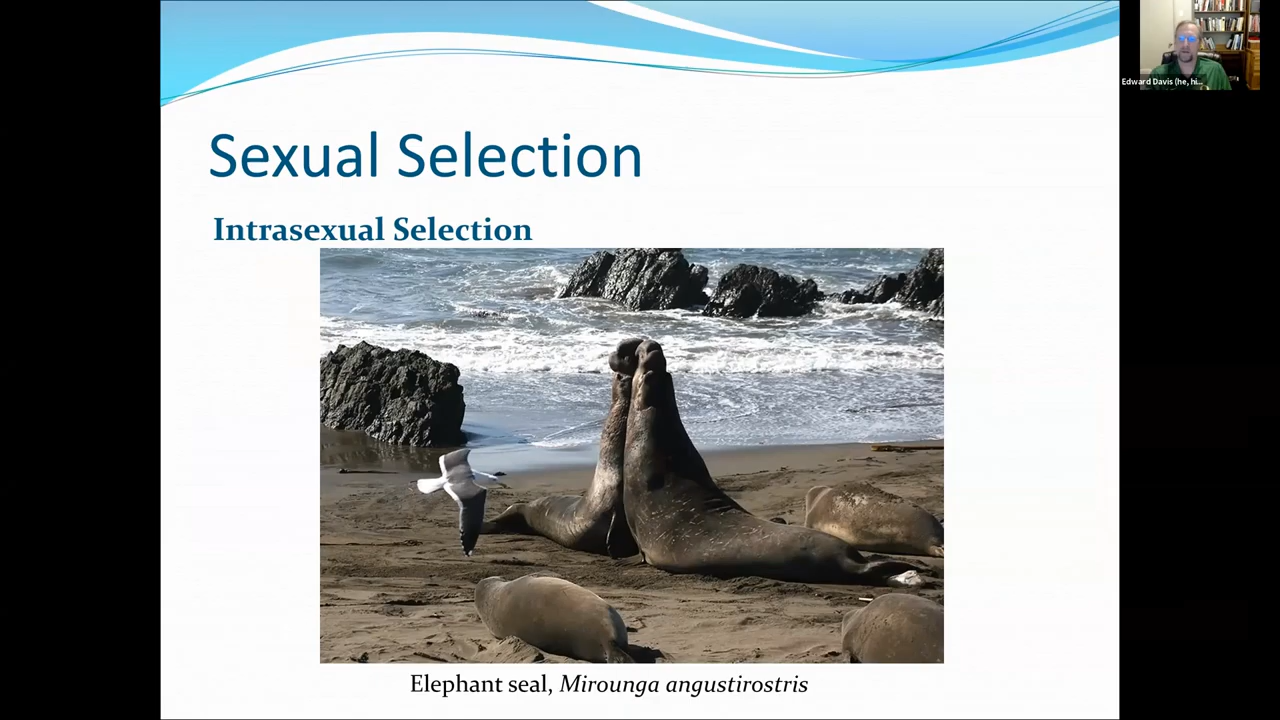 Sexual Selection
Intrasexual Selection
Elephant seal, Mirounga angustirostris
Edward Davis (he, hi...